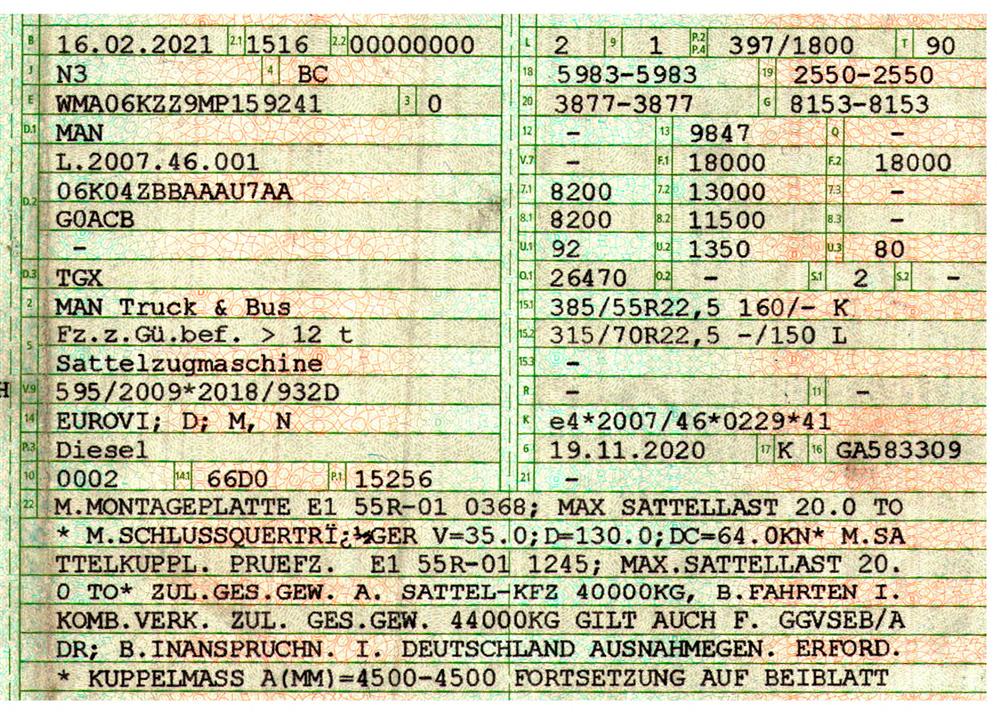 B 16.02.2021 2.1 1516 2.2 00000000 L 2 9 1 P.2 P.4 397/1800 T 90
J N3 4 BC 18 5983-5983 19 2550-2550
E WMA06KZZ9MP159241 3 0 20 3877-3877 G 8153-8153
D.1 MAN 12 - 13 9847 Q -
L.2007.46.001 V.7 - F.1 18000 F.2 18000
D.2 06K04ZBBAAAU7AA 7.1 8200 7.2 13000 7.3 -
G0ACB 8.1 8200 8.2 11500 8.3 -
- U.1 92 U.2 1350 U.3 80
D.3 TGX O.1 26470 O.2 - S.1 2 S.2 -
2 MAN Truck & Bus 15.1 385/55R22,5 160/- K
5 Fz.z.Gü.bef. > 12 t 15.2 315/70R22,5 -/150 L
Sattelzugmaschine 15.3 -
H V.9 595/2009*2018/932D R - 11 -
14 EUROVI; D; M, N K e4*2007/46*0229*41
P.3 Diesel 6 19.11.2020 17 K 16 GA583309
10 0002 14.1 66D0 P.1 15256 21 -
22 M.MONTAGEPLATTE E1 55R-01 0368; MAX SATTELLAST 20.0 TO
* M.SCHLUSSQUERTRÏ¿½GER V=35.0;D=130.0;DC=64.0KN* M.SA
TTELKUPPL. PRUEFZ. E1 55R-01 1245; MAX.SATTELLAST 20.
0 TO* ZUL.GES.GEW. A. SATTEL-KFZ 40000KG, B.FAHRTEN I.
KOMB.VERK. ZUL. GES.GEW. 44000KG GILT AUCH F. GGVSEB/A
DR; B.INANSPRUCHN. I. DEUTSCHLAND AUSNAHMEGEN. ERFORD.
* KUPPELMASS A(MM)=4500-4500 FORTSETZUNG AUF BEIBLATT